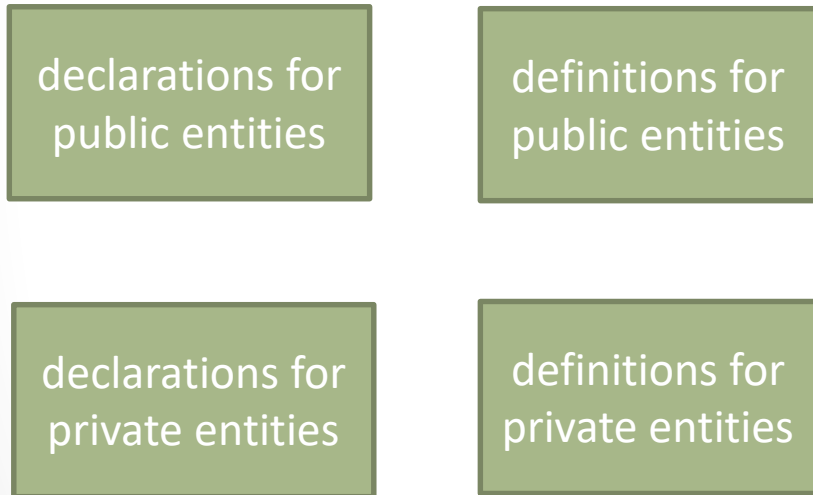 declarations for
public entities
definitions for
public entities
declarations for
private entities
definitions for
private entities